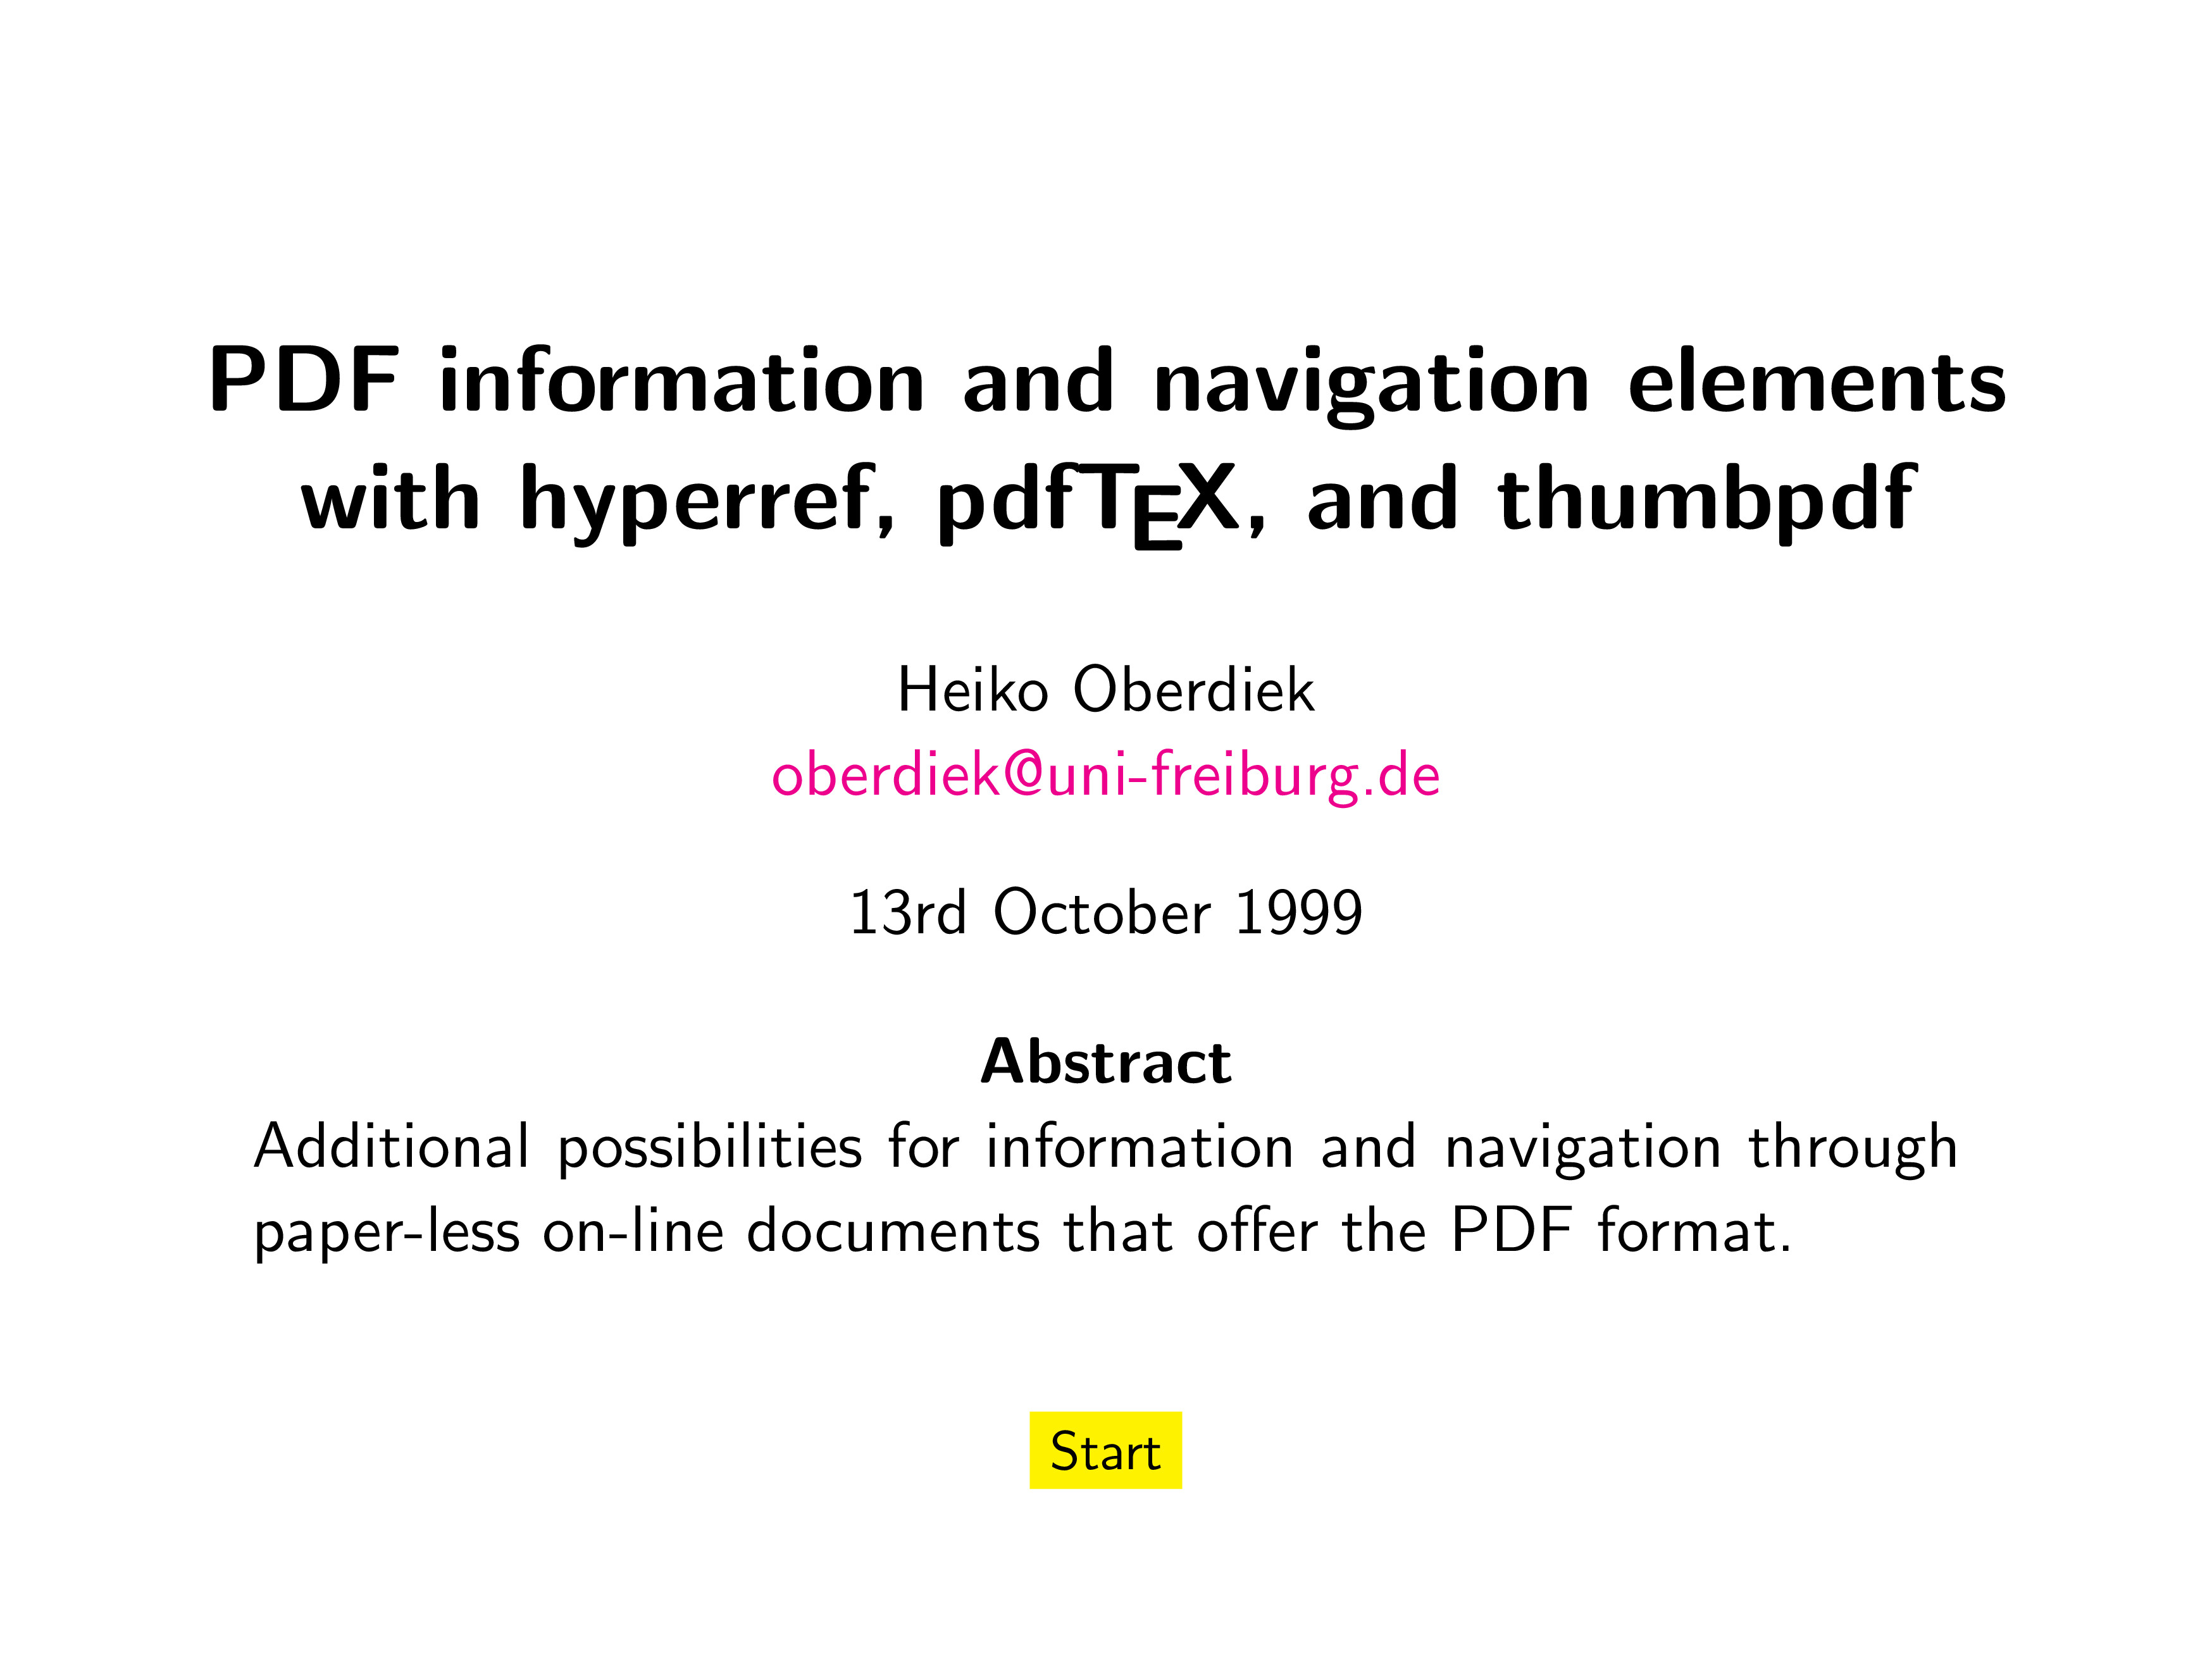 PDF information and navigation elements
with hyperref, pdfTEX, and thumbpdf
Heiko Oberdiek
oberdiek@uni-freiburg.de
13rd October 1999
Abstract
Additional possibilities for information and navigation through
paper-less on-line documents that offer the PDF format.
Start